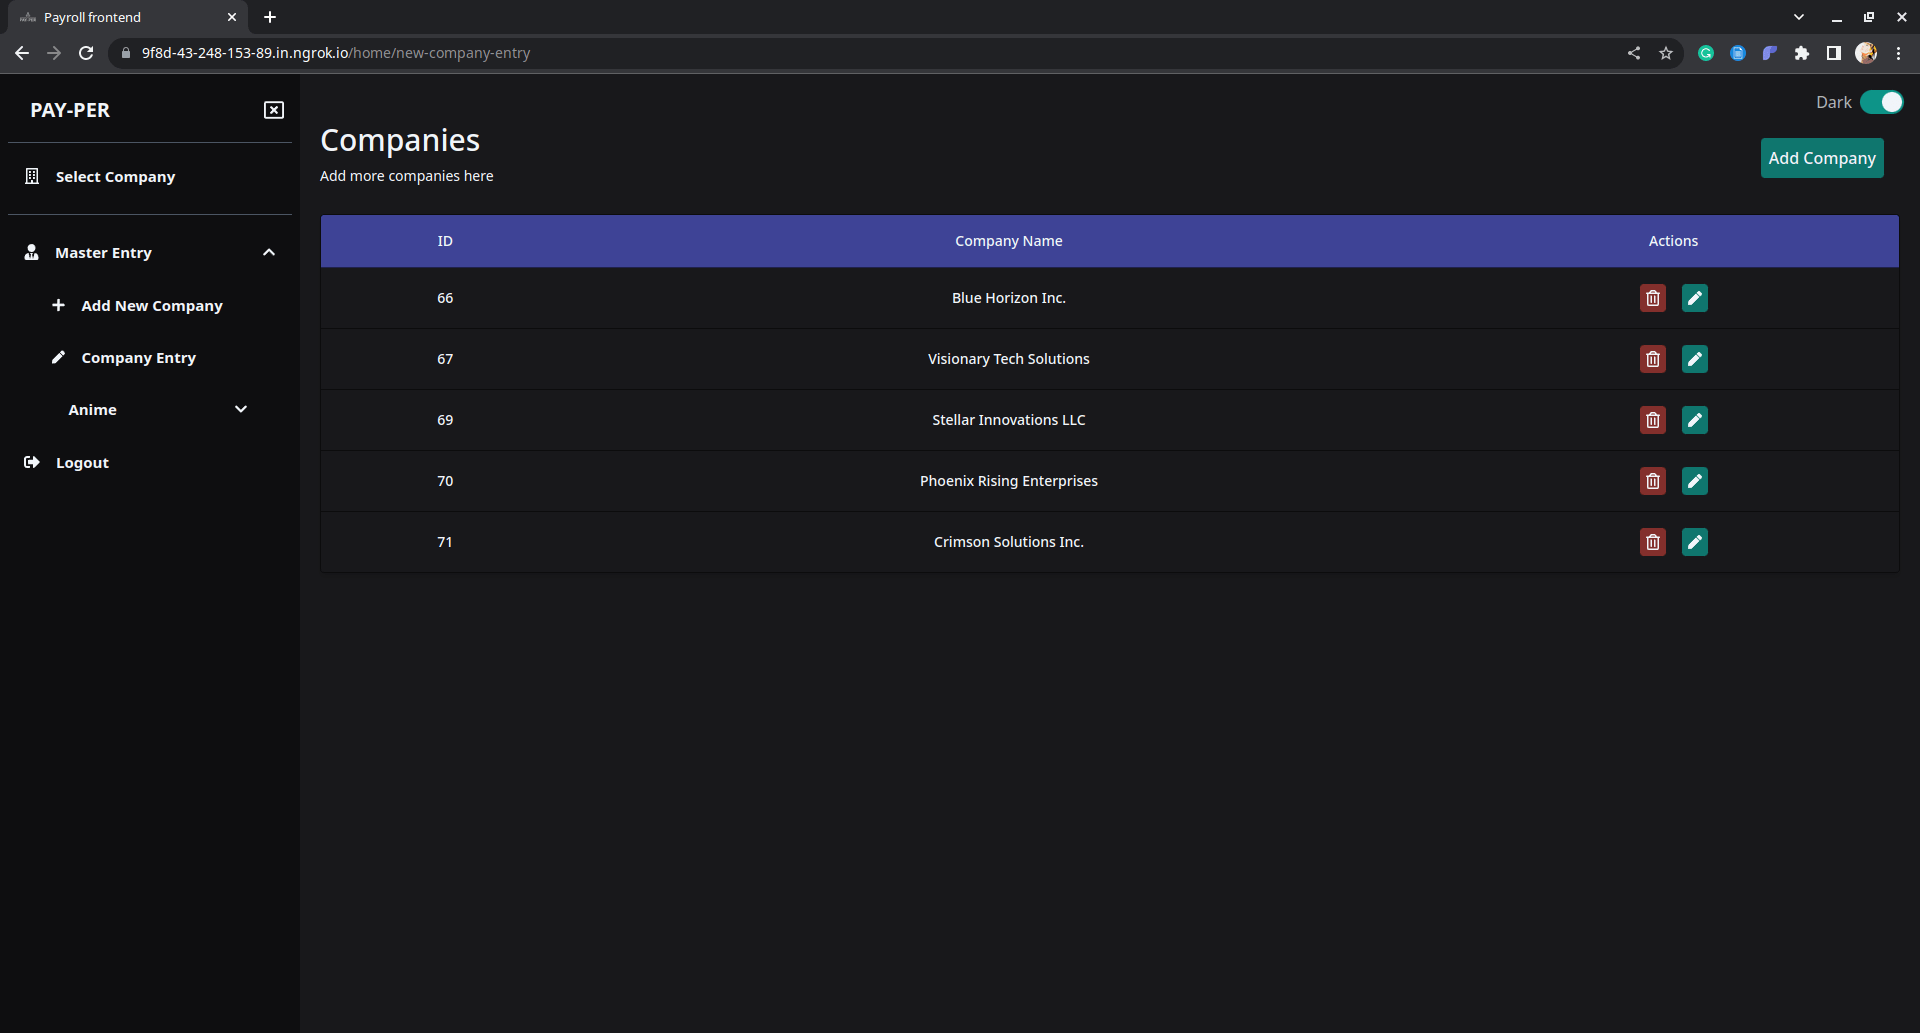 Payroll frontend
9f8d-43-248-153-89.in.ngrok.io/home/new-company-entry
PAY-PER
Select Company
Master Entry
Add New Company
Company Entry
Anime
Logout
Dark
Companies
Add more companies here
Add Company
ID Company Name Actions
66 Blue Horizon Inc.
67 Visionary Tech Solutions
69 Stellar Innovations LLC
70 Phoenix Rising Enterprises
71 Crimson Solutions Inc.